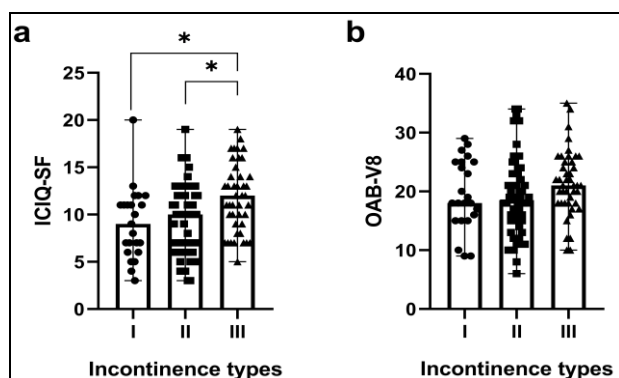 a
*
*
ICIQ-SF
25
20
15
10
5
0
I II III
Incontinence types
b
OAB-V8
40
30
20
10
0
I II III
Incontinence types